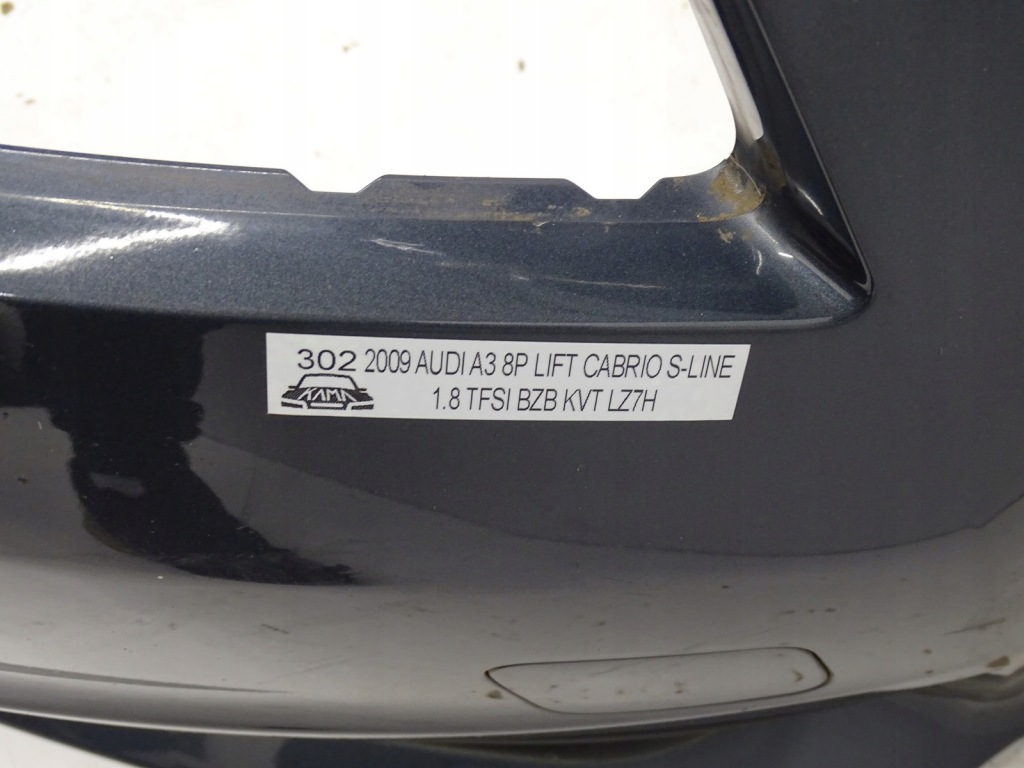 302 2009 AUDI A3 8P LIFT CABRIO S-LINE
KAMA 1.8 TFSI BZB KVT LZ7H